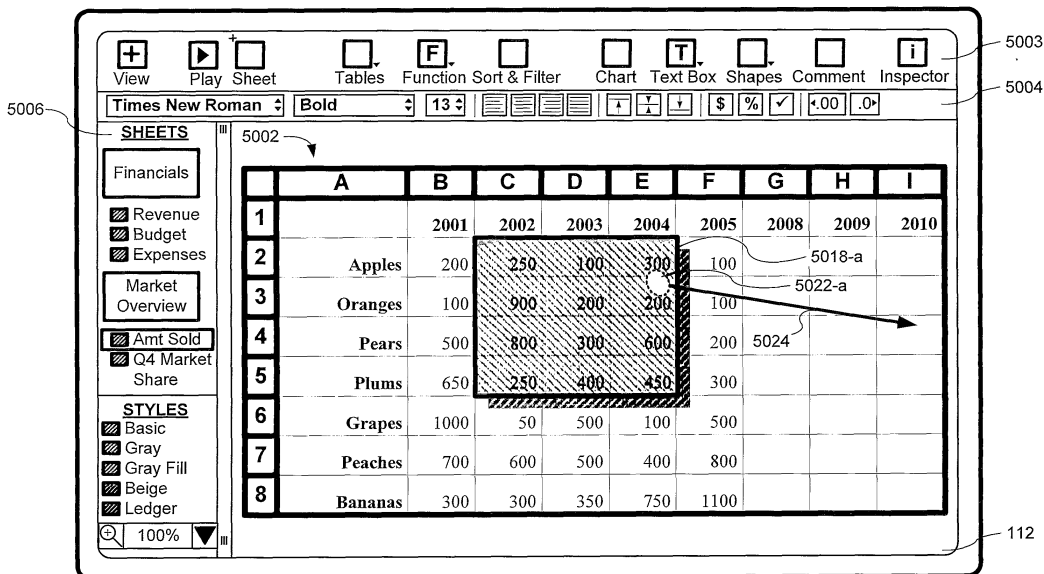 View Play Sheet Tables Function Sort & Filter Chart Text Box Shapes Comment Inspector
F T i
5003
5004
Times New Roman Bold 13 $ % ✓ .00 .0
5006
SHEETS
Financials
Revenue
Budget
Expenses
Market
Overview
Amt Sold
Q4 Market
Share
STYLES
Basic
Gray
Gray Fill
Beige
Ledger
100%
5002
A B C D E F G H I
1 2001 2002 2003 2004 2005 2008 2009 2010
2 Apples 200 250 100 300 100
3 Oranges 100 900 200 200 100
4 Pears 500 800 300 600 200
5 Plums 650 250 400 450 300
6 Grapes 1000 50 500 100 500
7 Peaches 700 600 500 400 800
8 Bananas 300 300 350 750 1100
5018-a
5022-a
5024
112